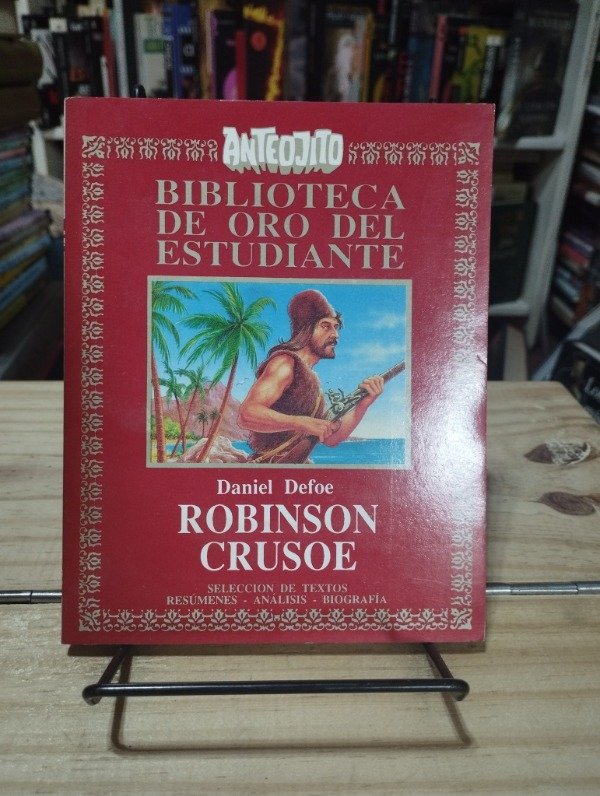 ANTEOJITO
BIBLIOTECA
DE ORO DEL
ESTUDIANTE
Daniel Defoe
ROBINSON
CRUSOE
SELECCION DE TEXTOS
RESÚMENES - ANÁLISIS - BIOGRAFÍA